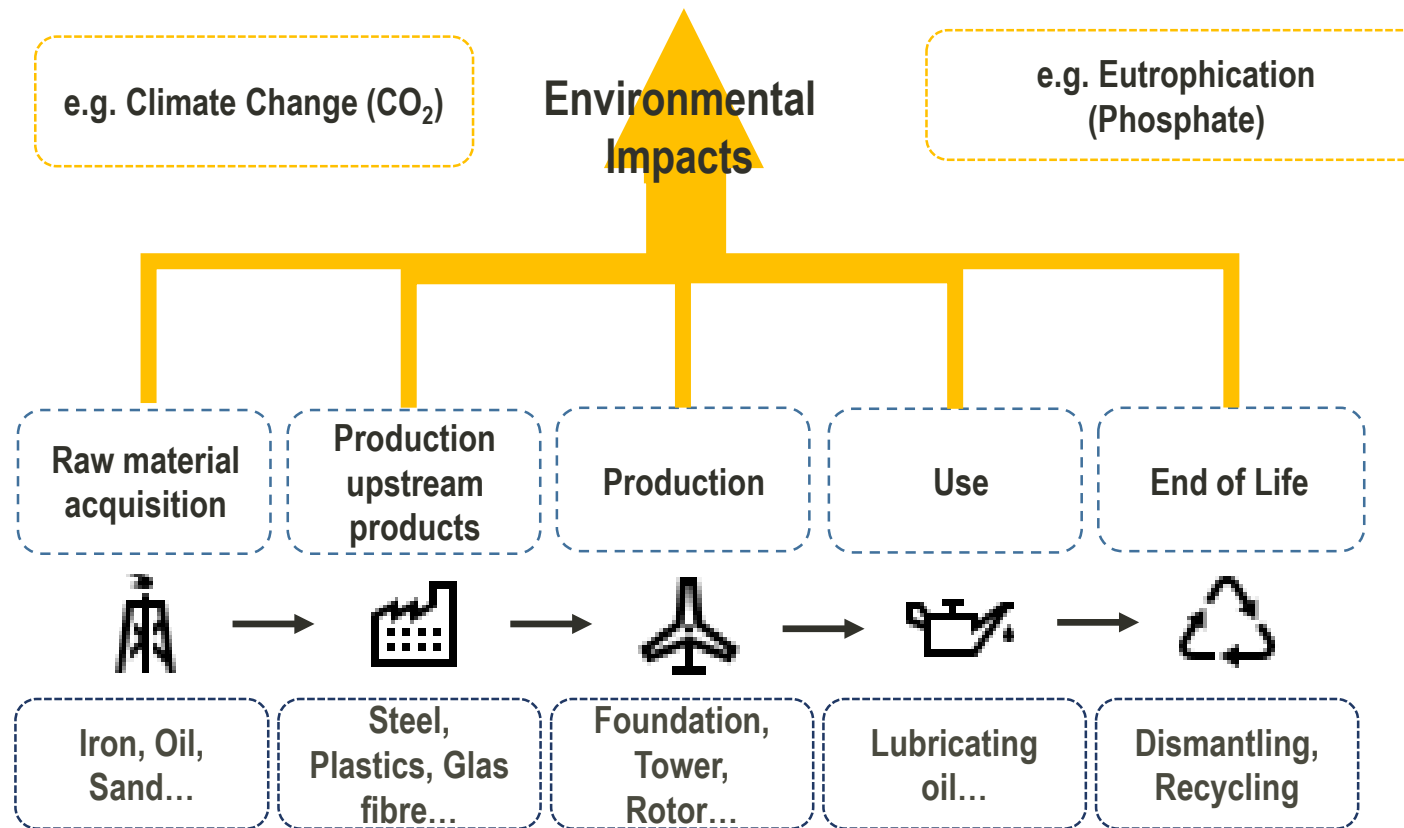 e.g. Climate Change (CO₂)
Environmental
Impacts
e.g. Eutrophication
(Phosphate)
Raw material
acquisition
Production
upstream
products
Production
Use
End of Life
Iron, Oil,
Sand…
Steel,
Plastics, Glas
fibre…
Foundation,
Tower,
Rotor…
Lubricating
oil…
Dismantling,
Recycling